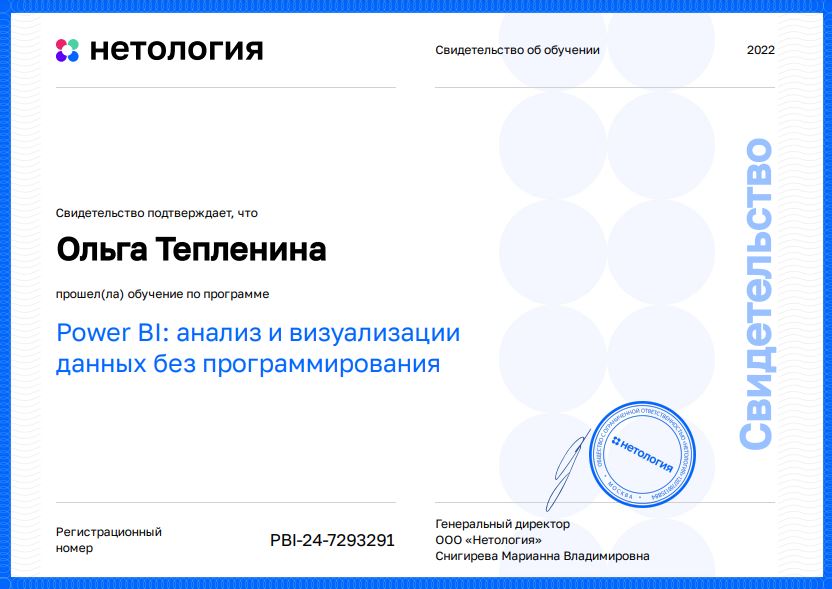 нетология
Свидетельство об обучении
2022
Свидетельство подтверждает, что
Ольга Тепленина
прошел(ла) обучение по программе
Power BI: анализ и визуализации
данных без программирования
Свидетельство
ОБЩЕСТВО С ОГРАНИЧЕННОЙ ОТВЕТСТВЕННОСТЬЮ «НЕТОЛОГИЯ»
нетология
МОСКВА
Регистрационный
номер
PBI-24-7293291
Генеральный директор
ООО «Нетология»
Снигирева Марианна Владимировна